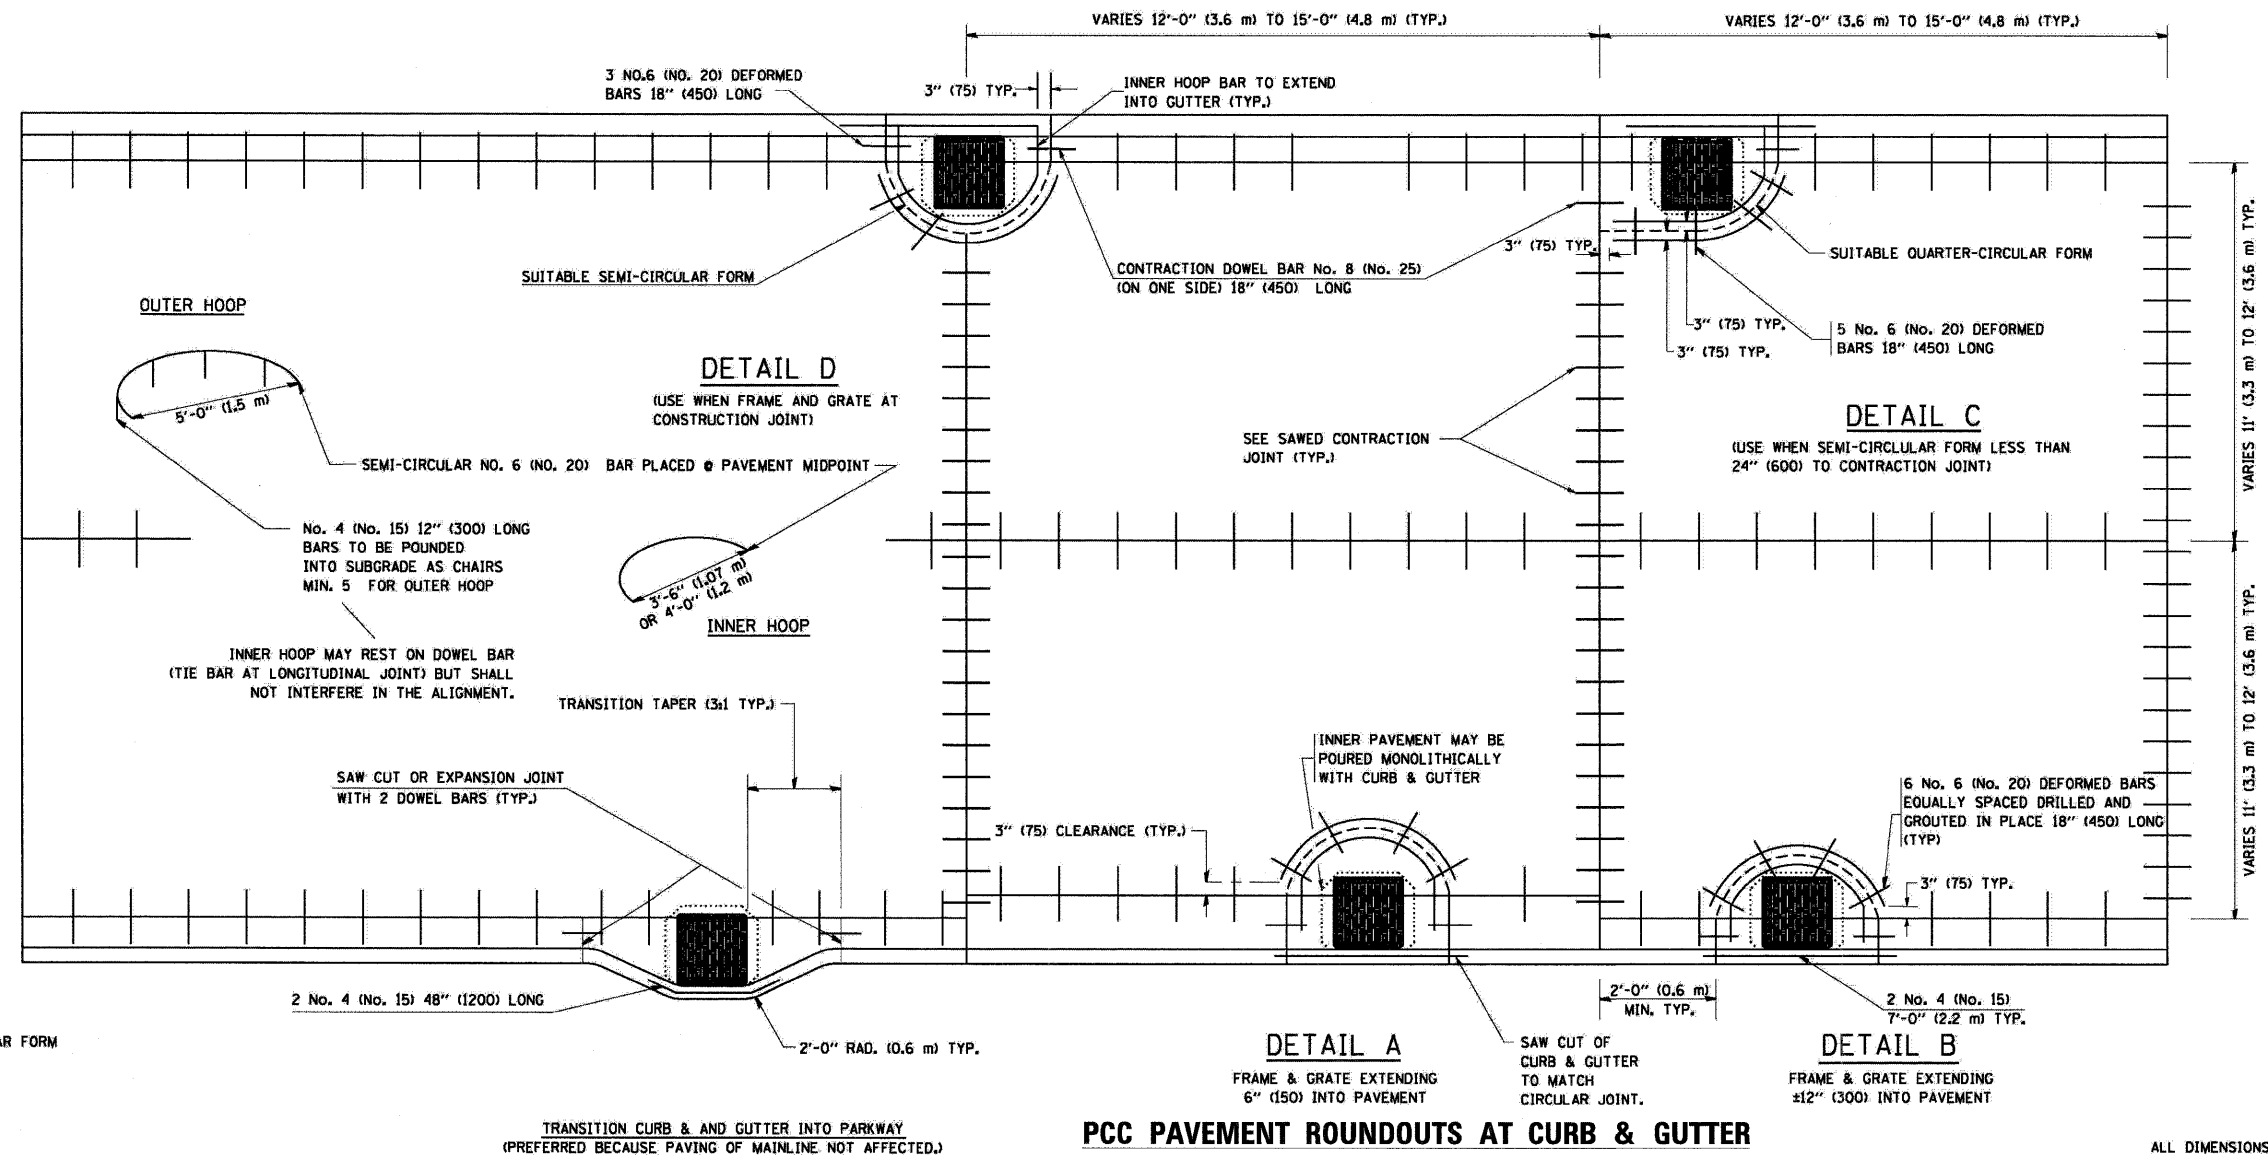 VARIES 12'-0" (3.6 m) TO 15'-0" (4.8 m) (TYP.)
VARIES 12'-0" (3.6 m) TO 15'-0" (4.8 m) (TYP.)
3 NO.6 (NO. 20) DEFORMED
BARS 18" (450) LONG
3" (75) TYP.
INNER HOOP BAR TO EXTEND
INTO GUTTER (TYP.)
SUITABLE SEMI-CIRCULAR FORM
CONTRACTION DOWEL BAR No. 8 (No. 25)
(ON ONE SIDE) 18" (450) LONG
3" (75) TYP.
SUITABLE QUARTER-CIRCULAR FORM
3" (75) TYP.
3" (75) TYP.
5 No. 6 (No. 20) DEFORMED
BARS 18" (450) LONG
VARIES 11' (3.3 m) TO 12' (3.6 m) TYP.
OUTER HOOP
5'-0" (1.5 m)
DETAIL D
(USE WHEN FRAME AND GRATE AT
CONSTRUCTION JOINT)
SEMI-CIRCULAR NO. 6 (NO. 20) BAR PLACED @ PAVEMENT MIDPOINT
SEE SAWED CONTRACTION
JOINT (TYP.)
DETAIL C
(USE WHEN SEMI-CIRCLULAR FORM LESS THAN
24" (600) TO CONTRACTION JOINT)
No. 4 (No. 15) 12" (300) LONG
BARS TO BE POUNDED
INTO SUBGRADE AS CHAIRS
MIN. 5 FOR OUTER HOOP
3'-6" (1.07 m)
OR 4'-0" (1.2 m)
INNER HOOP
INNER HOOP MAY REST ON DOWEL BAR
(TIE BAR AT LONGITUDINAL JOINT) BUT SHALL
NOT INTERFERE IN THE ALIGNMENT.
TRANSITION TAPER (3:1 TYP.)
SAW CUT OR EXPANSION JOINT
WITH 2 DOWEL BARS (TYP.)
INNER PAVEMENT MAY BE
POURED MONOLITHICALLY
WITH CURB & GUTTER
3" (75) CLEARANCE (TYP.)
6 No. 6 (No. 20) DEFORMED BARS
EQUALLY SPACED DRILLED AND
GROUTED IN PLACE 18" (450) LONG
(TYP)
3" (75) TYP.
VARIES 11' (3.3 m) TO 12' (3.6 m) TYP.
2 No. 4 (No. 15) 48" (1200) LONG
2'-0" RAD. (0.6 m) TYP.
2'-0" (0.6 m)
MIN. TYP.
2 No. 4 (No. 15)
7'-0" (2.2 m) TYP.
AR FORM
DETAIL A
FRAME & GRATE EXTENDING
6" (150) INTO PAVEMENT
SAW CUT OF
CURB & GUTTER
TO MATCH
CIRCULAR JOINT.
DETAIL B
FRAME & GRATE EXTENDING
±12" (300) INTO PAVEMENT
TRANSITION CURB & AND GUTTER INTO PARKWAY
(PREFERRED BECAUSE PAVING OF MAINLINE NOT AFFECTED.)
PCC PAVEMENT ROUNDOUTS AT CURB & GUTTER
ALL DIMENSIONS